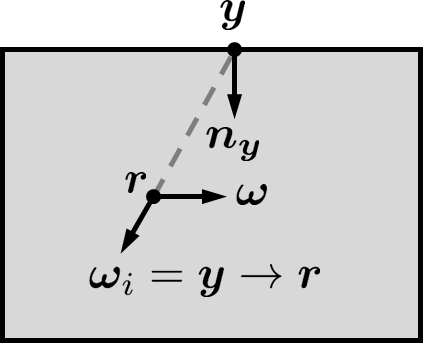 y
n_y
r ω
ω_i = y → r